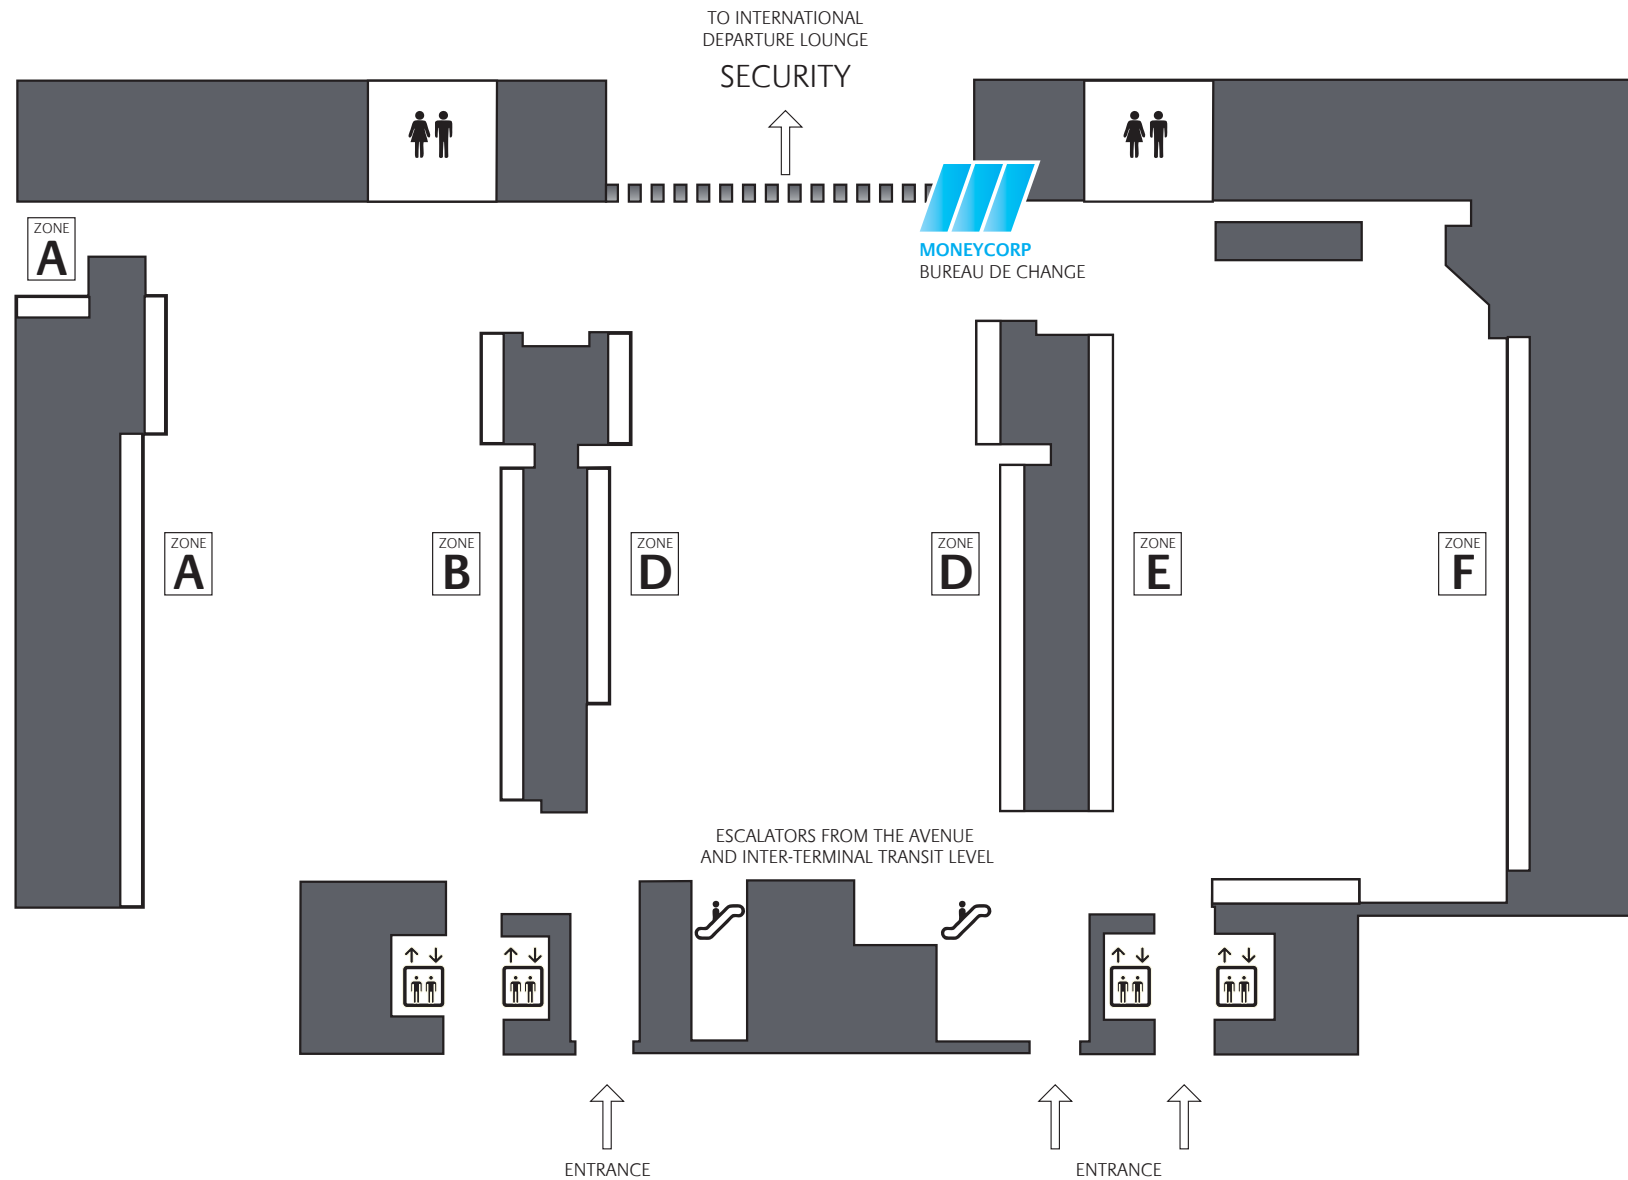 TO INTERNATIONAL
DEPARTURE LOUNGE
SECURITY
ZONE
A
MONEYCORP
BUREAU DE CHANGE
ZONE
A
ZONE
B
ZONE
D
ZONE
D
ZONE
E
ZONE
F
ESCALATORS FROM THE AVENUE
AND INTER-TERMINAL TRANSIT LEVEL
ENTRANCE
ENTRANCE